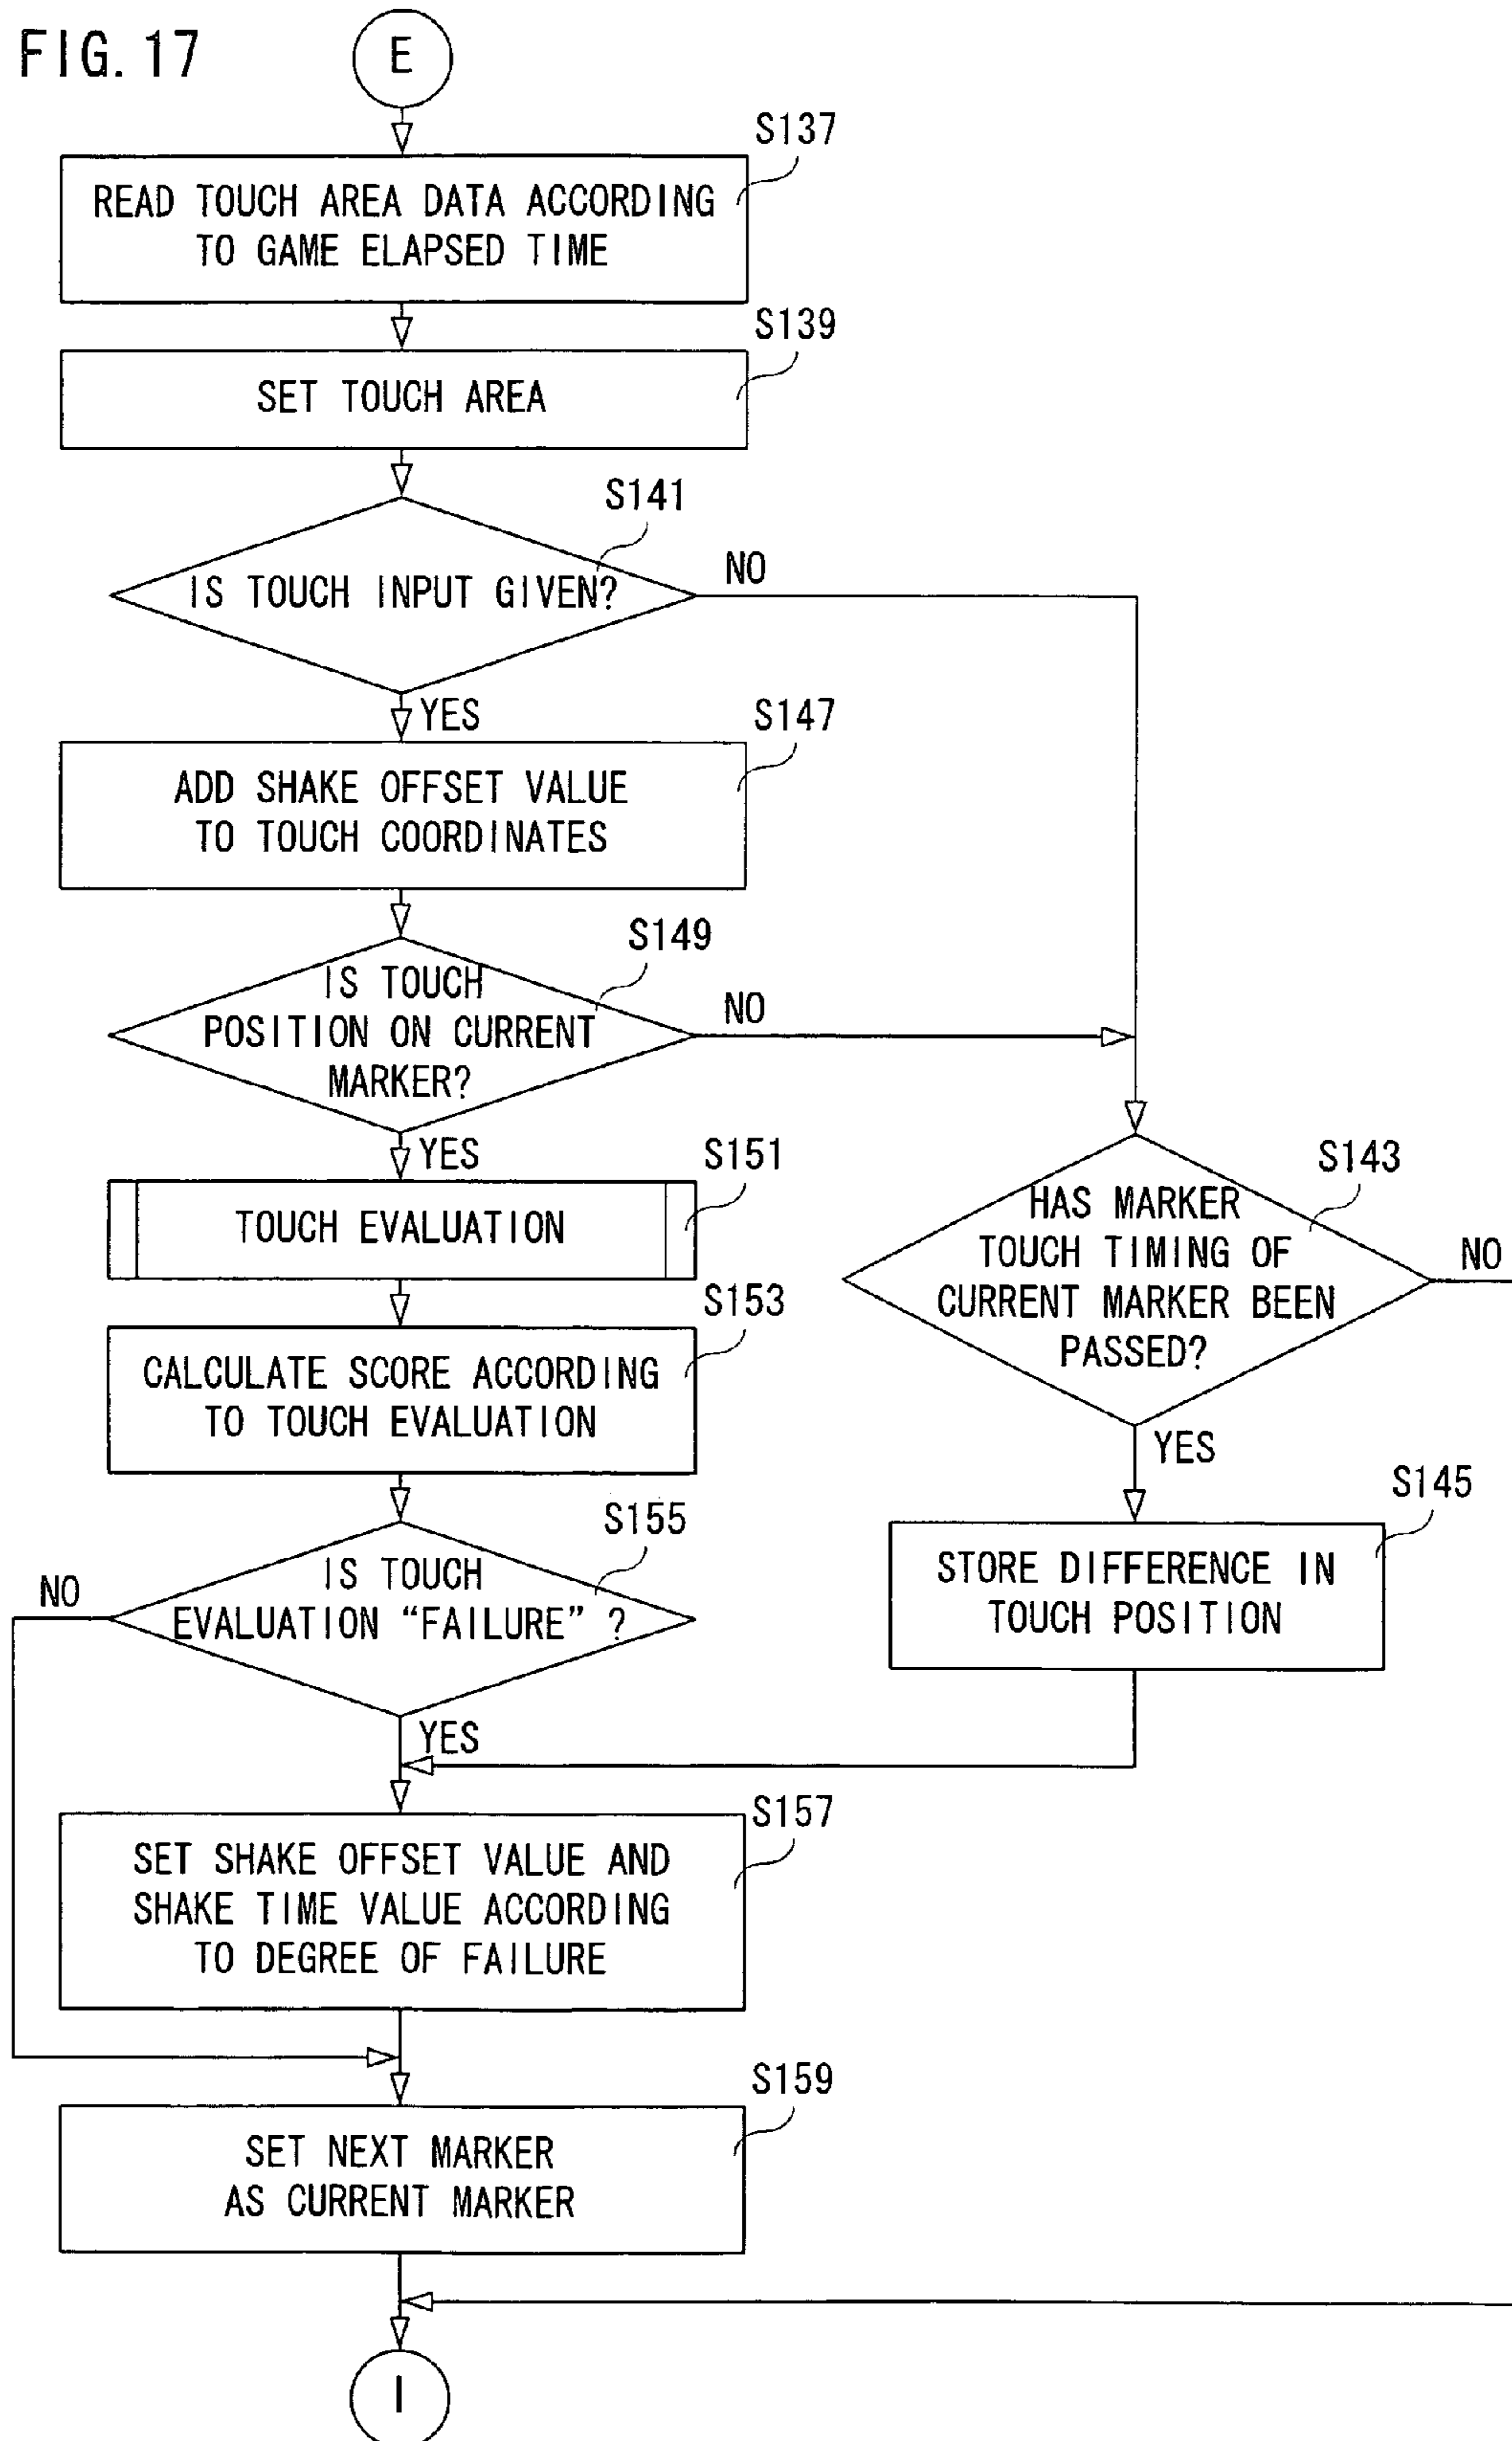 FIG. 17
E
S137
READ TOUCH AREA DATA ACCORDING
TO GAME ELAPSED TIME
S139
SET TOUCH AREA
S141
IS TOUCH INPUT GIVEN?
NO
YES
S147
ADD SHAKE OFFSET VALUE
TO TOUCH COORDINATES
S149
IS TOUCH
POSITION ON CURRENT
MARKER?
NO
YES
S151
TOUCH EVALUATION
S153
CALCULATE SCORE ACCORDING
TO TOUCH EVALUATION
S143
HAS MARKER
TOUCH TIMING OF
CURRENT MARKER BEEN
PASSED?
NO
YES
S145
STORE DIFFERENCE IN
TOUCH POSITION
S155
IS TOUCH
EVALUATION “FAILURE” ?
NO
YES
S157
SET SHAKE OFFSET VALUE AND
SHAKE TIME VALUE ACCORDING
TO DEGREE OF FAILURE
S159
SET NEXT MARKER
AS CURRENT MARKER
I